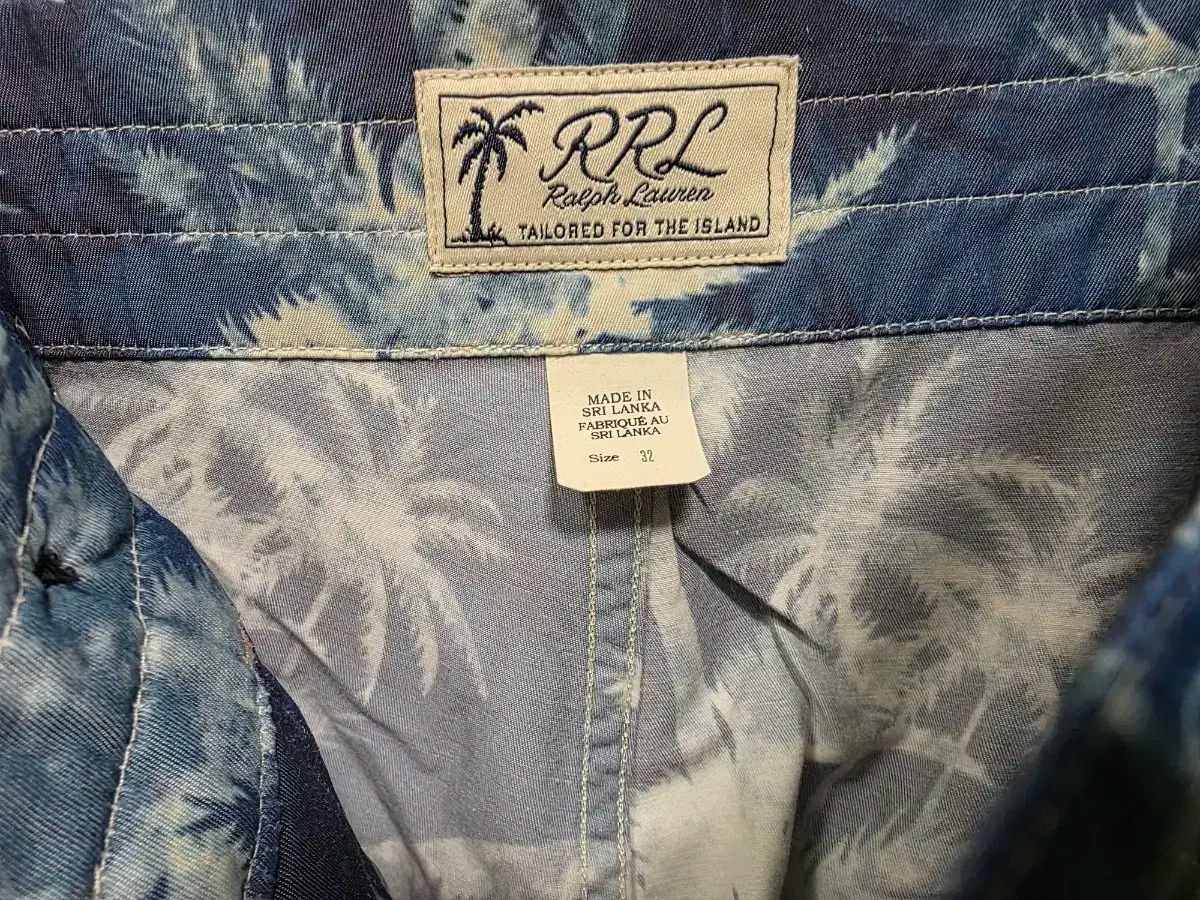 RRL
Ralph Lauren
TAILORED FOR THE ISLAND
MADE IN
SRI LANKA
FABRIQUÉ AU
SRI LANKA
Size 32